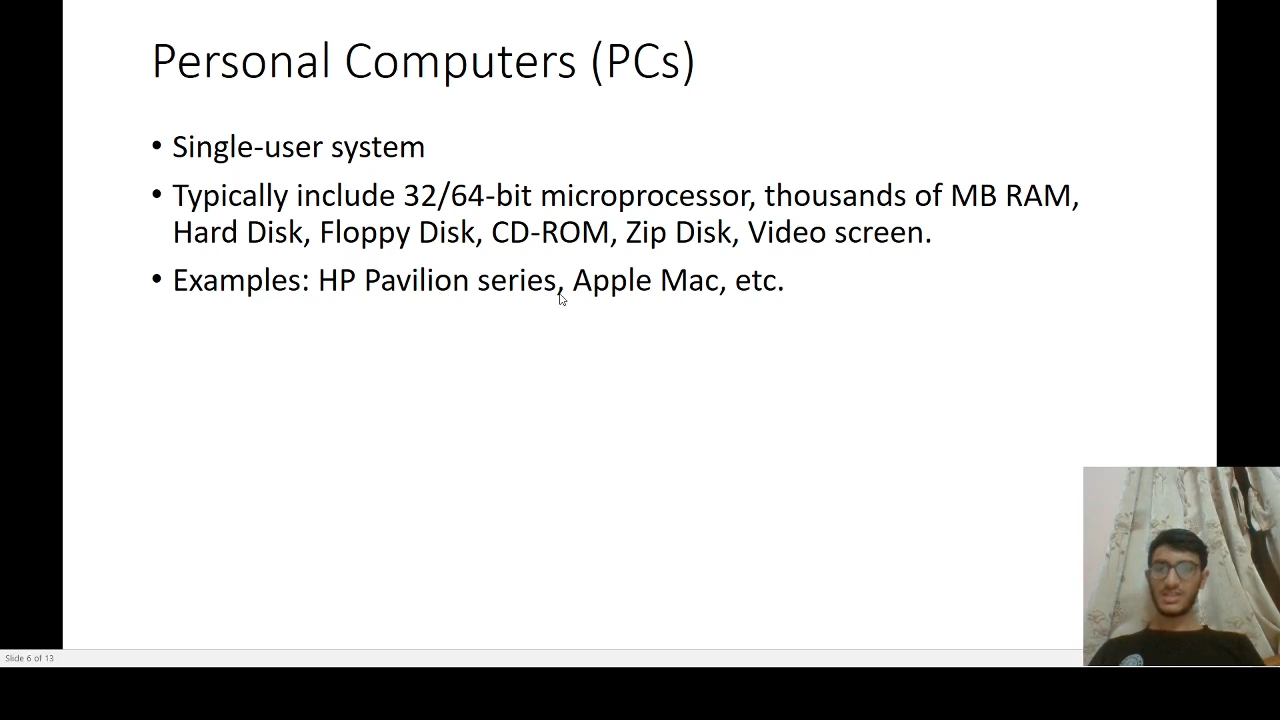 Personal Computers (PCs)
• Single-user system
• Typically include 32/64-bit microprocessor, thousands of MB RAM,
Hard Disk, Floppy Disk, CD-ROM, Zip Disk, Video screen.
• Examples: HP Pavilion series, Apple Mac, etc.
Slide 6 of 13